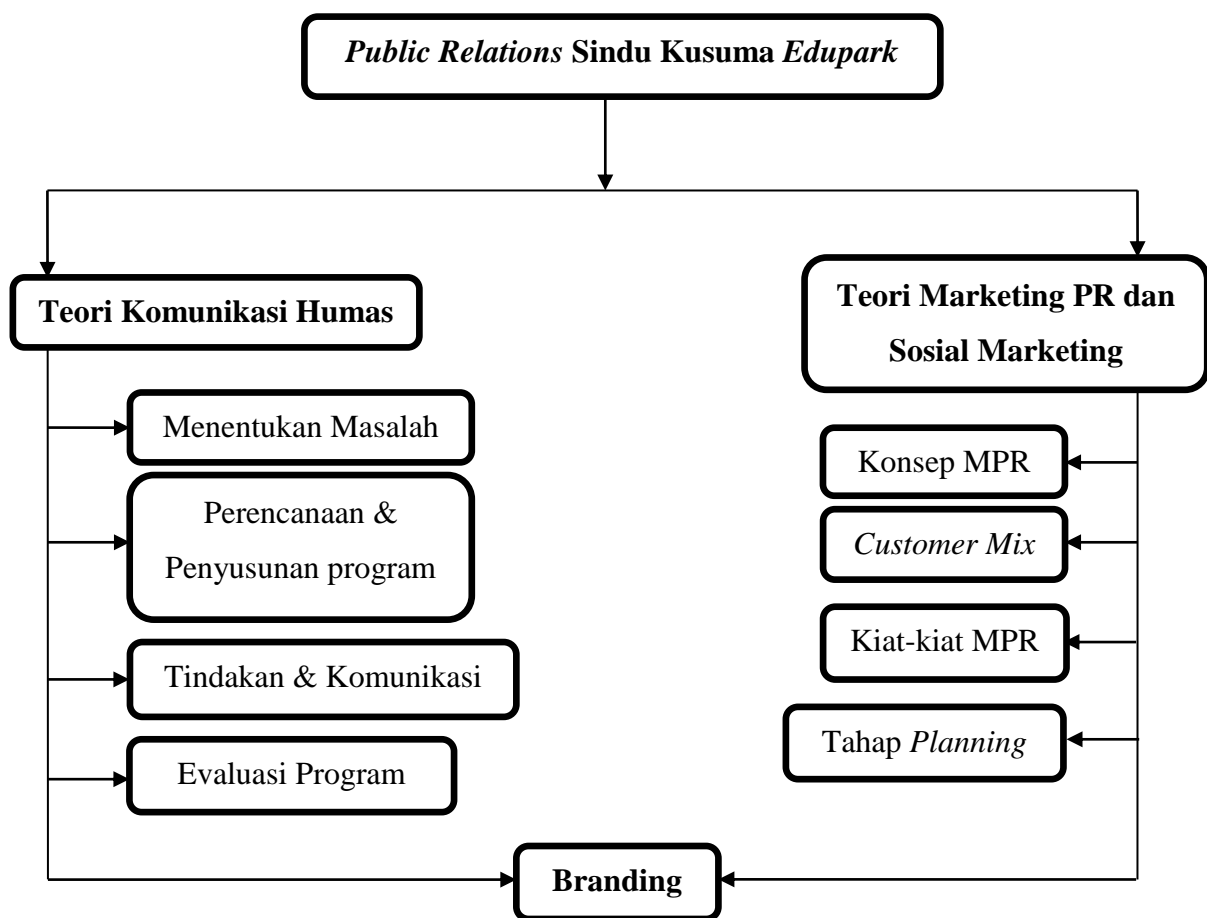 Public Relations Sindu Kusuma Edupark
Teori Komunikasi Humas
Menentukan Masalah
Perencanaan &
Penyusunan program
Tindakan & Komunikasi
Evaluasi Program
Teori Marketing PR dan
Sosial Marketing
Konsep MPR
Customer Mix
Kiat-kiat MPR
Tahap Planning
Branding